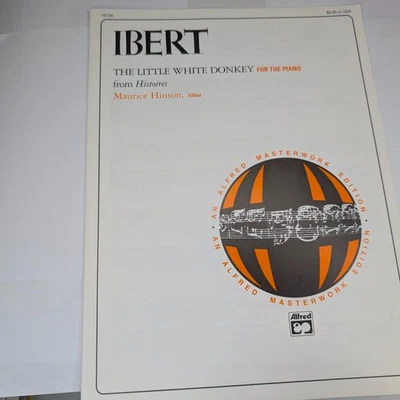 IBERT
THE LITTLE WHITE DONKEY FOR THE PIANO
from Histoires
Maurice Hinson, Editor
· AN ALFRED MASTERWORK EDITION ·
AN ALFRED MASTERWORK EDITION
Alfred